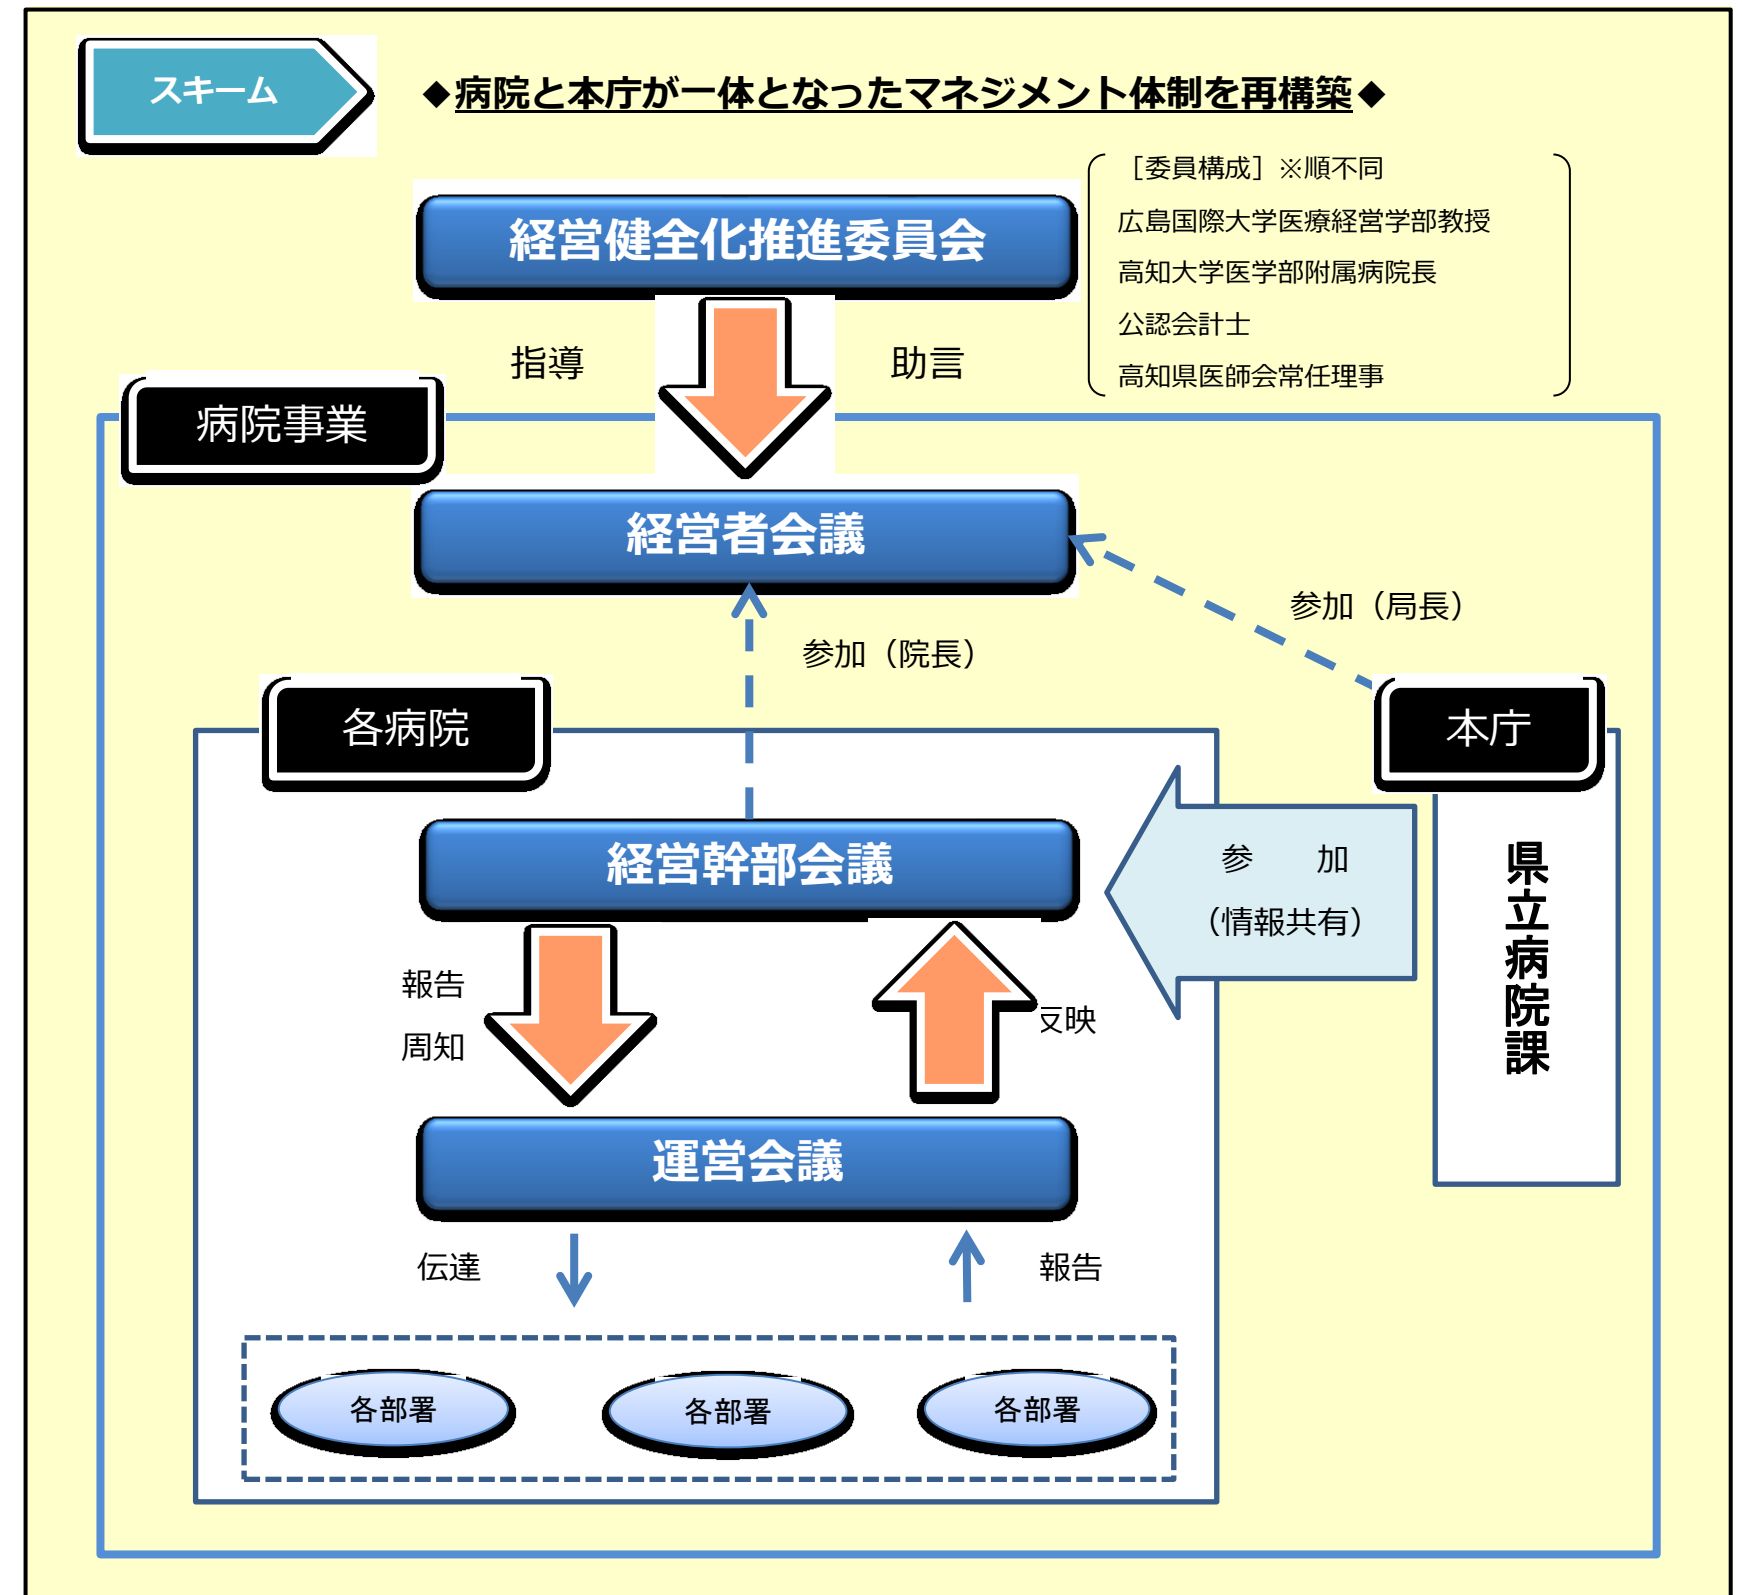 スキーム
◆病院と本庁が一体となったマネジメント体制を再構築◆
［委員構成］※順不同
広島国際大学医療経営学部教授
高知大学医学部附属病院長
公認会計士
高知県医師会常任理事
経営健全化推進委員会
指導
助言
病院事業
経営者会議
参加（局長）
参加（院長）
各病院
本庁
経営幹部会議
参　加
（情報共有）
県立病院課
報告
周知
反映
運営会議
伝達
報告
各部署
各部署
各部署